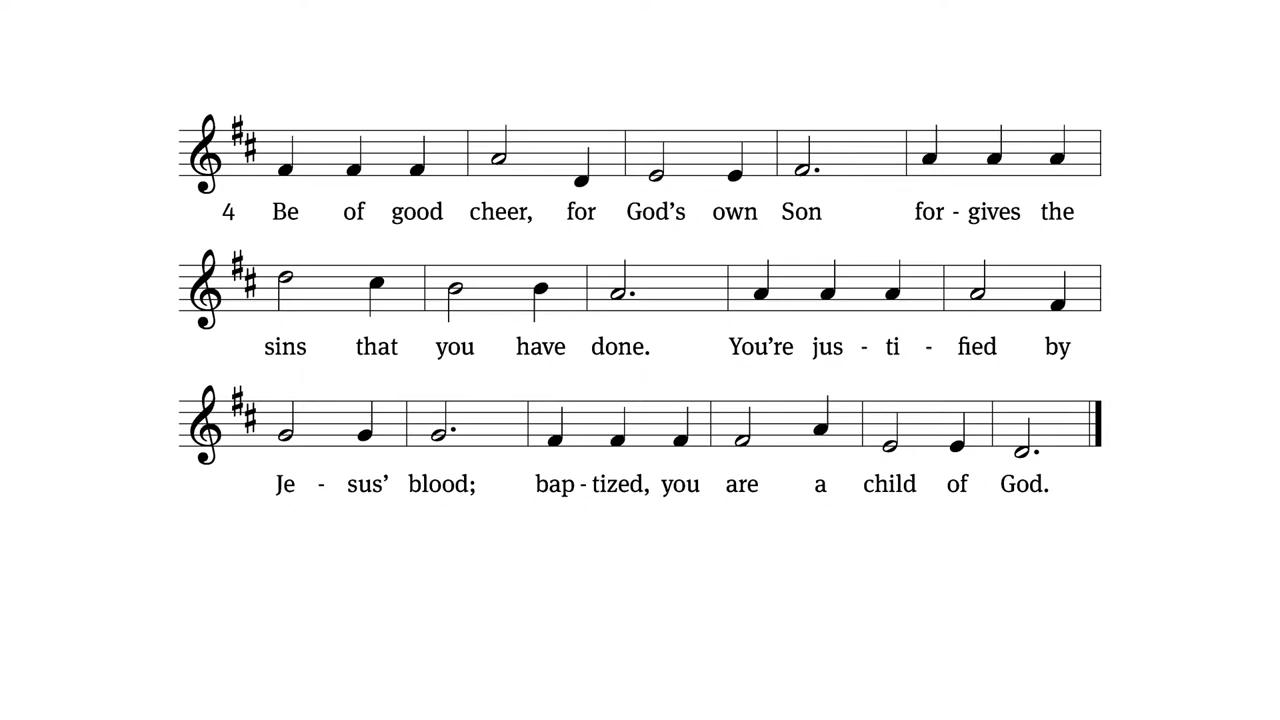 4 Be of good cheer, for God’s own Son for - gives the
sins that you have done. You’re jus - ti - fied by
Je - sus’ blood; bap - tized, you are a child of God.